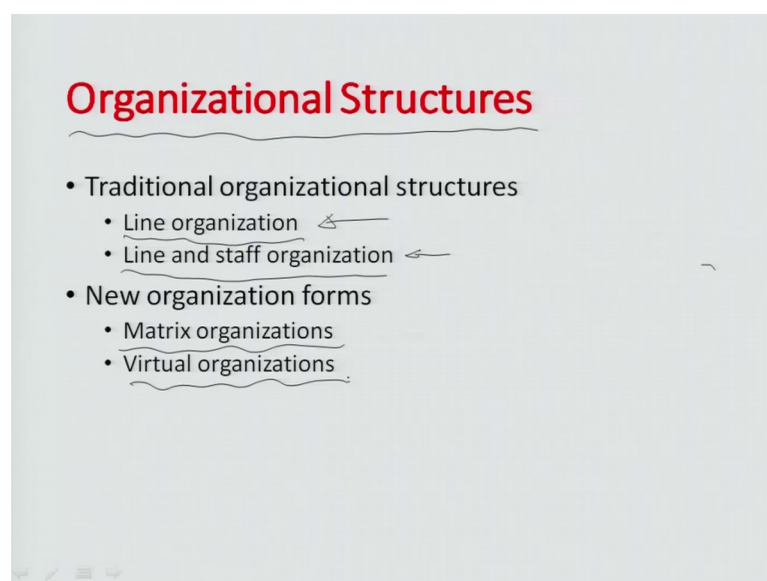 Organizational Structures
• Traditional organizational structures
• Line organization
• Line and staff organization
• New organization forms
• Matrix organizations
• Virtual organizations